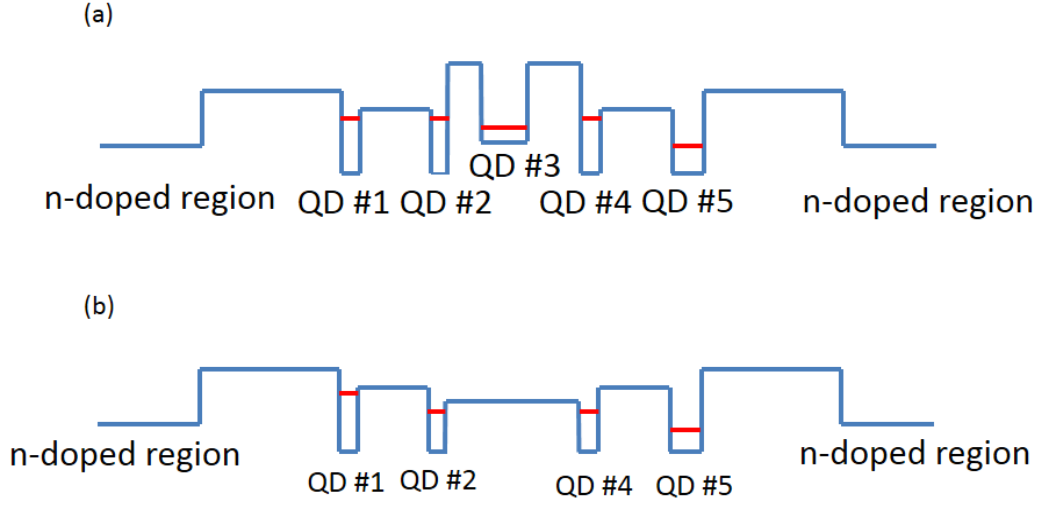 (a)
QD #3
n-doped region
QD #1
QD #2
QD #4
QD #5
n-doped region
(b)
n-doped region
QD #1
QD #2
QD #4
QD #5
n-doped region